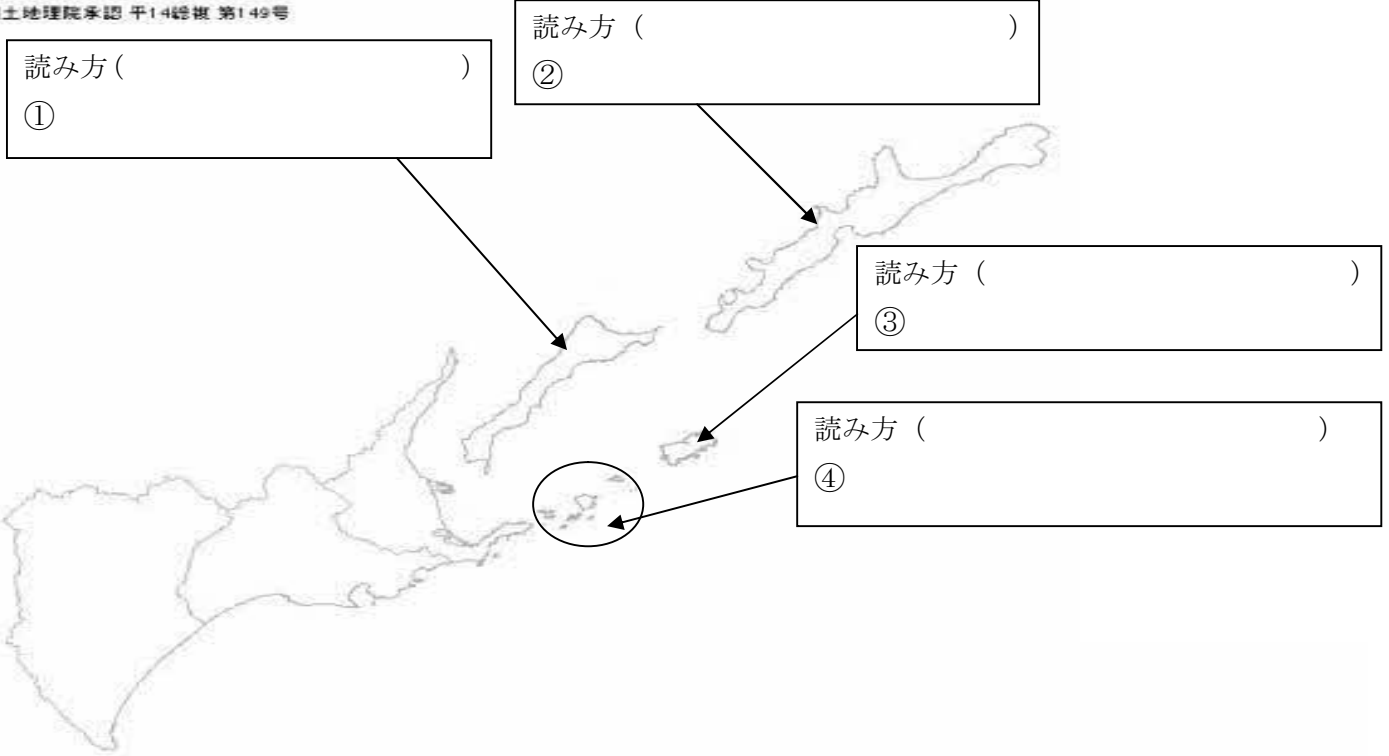 土地理院承認 平14総複 第149号
読み方(　　　　　　　　　　)
①
読み方（　　　　　　　　　　）
②
読み方（　　　　　　　　　　）
③
読み方（　　　　　　　　　　）
④